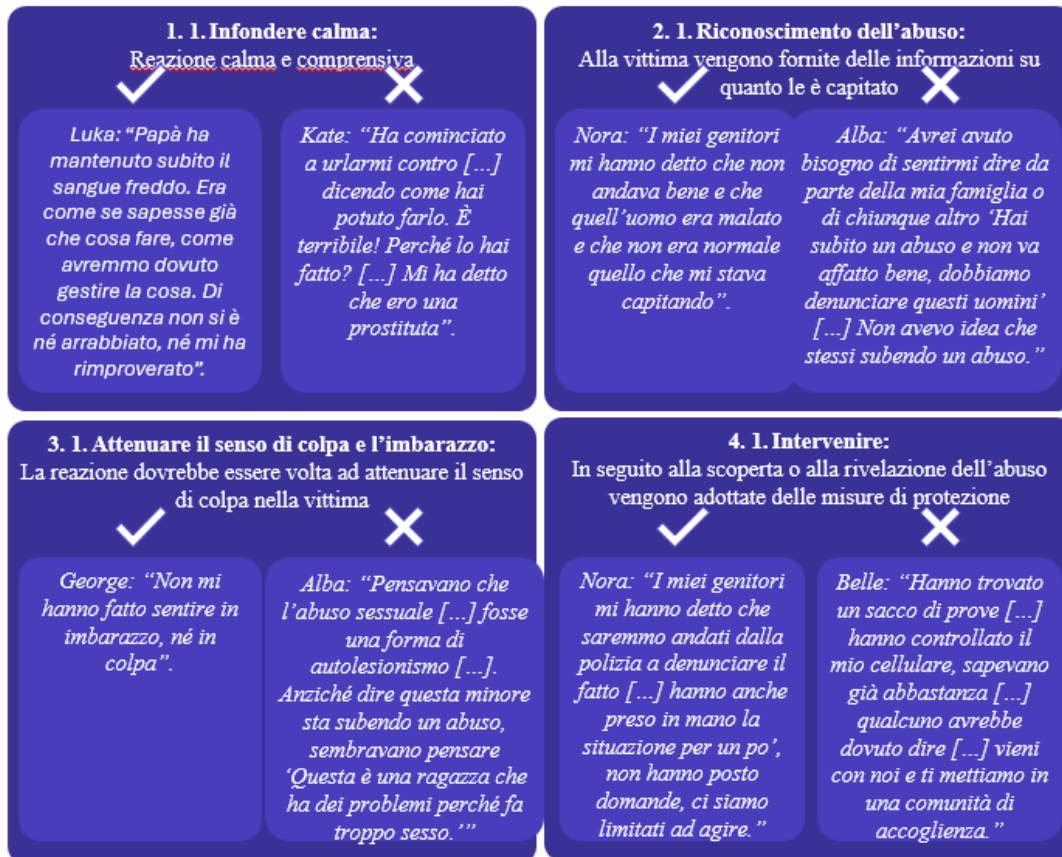 1. 1. Infondere calma:
Reazione calma e comprensiva
Luka: “Papà ha
mantenuto subito il
sangue freddo. Era
come se sapesse già
che cosa fare, come
avremmo dovuto
gestire la cosa. Di
conseguenza non si è
né arrabbiato, né mi ha
rimproverato”.
Kate: “Ha cominciato
a urlarmi contro [...]
dicendo come hai
potuto farlo. È
terribile! Perché lo hai
fatto? [...] Mi ha detto
che ero una
prostituta”.
2. 1. Riconoscimento dell’abuso:
Alla vittima vengono fornite delle informazioni su
quanto le è capitato
Nora: “I miei genitori
mi hanno detto che non
andava bene e che
quell’uomo era malato
e che non era normale
quello che mi stava
capitando”.
Alba: “Avrei avuto
bisogno di sentirmi dire da
parte della mia famiglia o
di chiunque altro ‘Hai
subito un abuso e non va
affatto bene, dobbiamo
denunciare questi uomini’
[...] Non avevo idea che
stessi subendo un abuso.”
3. 1. Attenuare il senso di colpa e l’imbarazzo:
La reazione dovrebbe essere volta ad attenuare il senso
di colpa nella vittima
George: “Non mi
hanno fatto sentire in
imbarazzo, né in
colpa”.
Alba: “Pensavano che
l’abuso sessuale [...] fosse
una forma di
autolesionismo [...].
Anziché dire questa minore
sta subendo un abuso,
sembravano pensare
‘Questa è una ragazza che
ha dei problemi perché fa
troppo sesso.’”
4. 1. Intervenire:
In seguito alla scoperta o alla rivelazione dell’abuso
vengono adottate delle misure di protezione
Nora: “I miei genitori
mi hanno detto che
saremmo andati dalla
polizia a denunciare il
fatto [...] hanno anche
preso in mano la
situazione per un po’,
non hanno posto
domande, ci siamo
limitati ad agire.”
Belle: “Hanno trovato
un sacco di prove [...]
hanno controllato il
mio cellulare, sapevano
già abbastanza [...]
qualcuno avrebbe
dovuto dire [...] vieni
con noi e ti mettiamo in
una comunità di
accoglienza.”